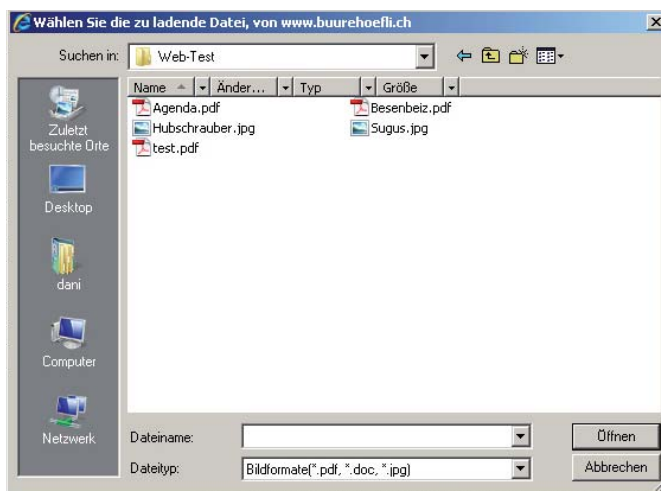 Wählen Sie die zu ladende Datei, von www.buurehoefli.ch
Suchen in: Web-Test
Name Änder... Typ Größe
Agenda.pdf Besenbeiz.pdf
Hubschrauber.jpg Sugus.jpg
test.pdf
Zuletzt
besuchte Orte
Desktop
dani
Computer
Netzwerk
Dateiname: Öffnen
Dateityp: Bildformate(*.pdf, *.doc, *.jpg) Abbrechen